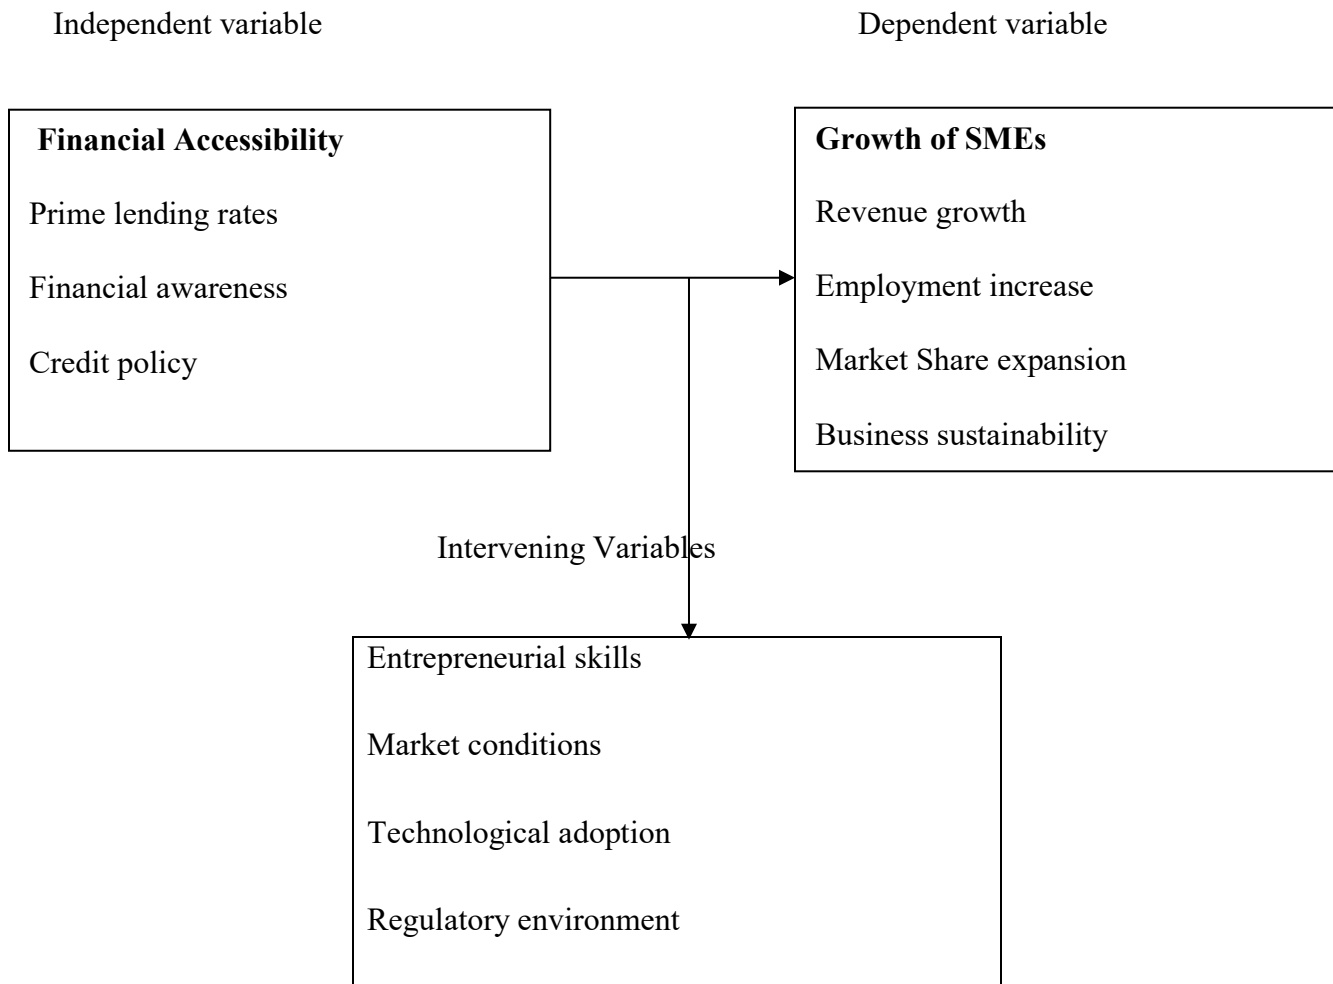 Independent variable
Dependent variable
Financial Accessibility
Prime lending rates
Financial awareness
Credit policy
Growth of SMEs
Revenue growth
Employment increase
Market Share expansion
Business sustainability
Intervening Variables
Entrepreneurial skills
Market conditions
Technological adoption
Regulatory environment